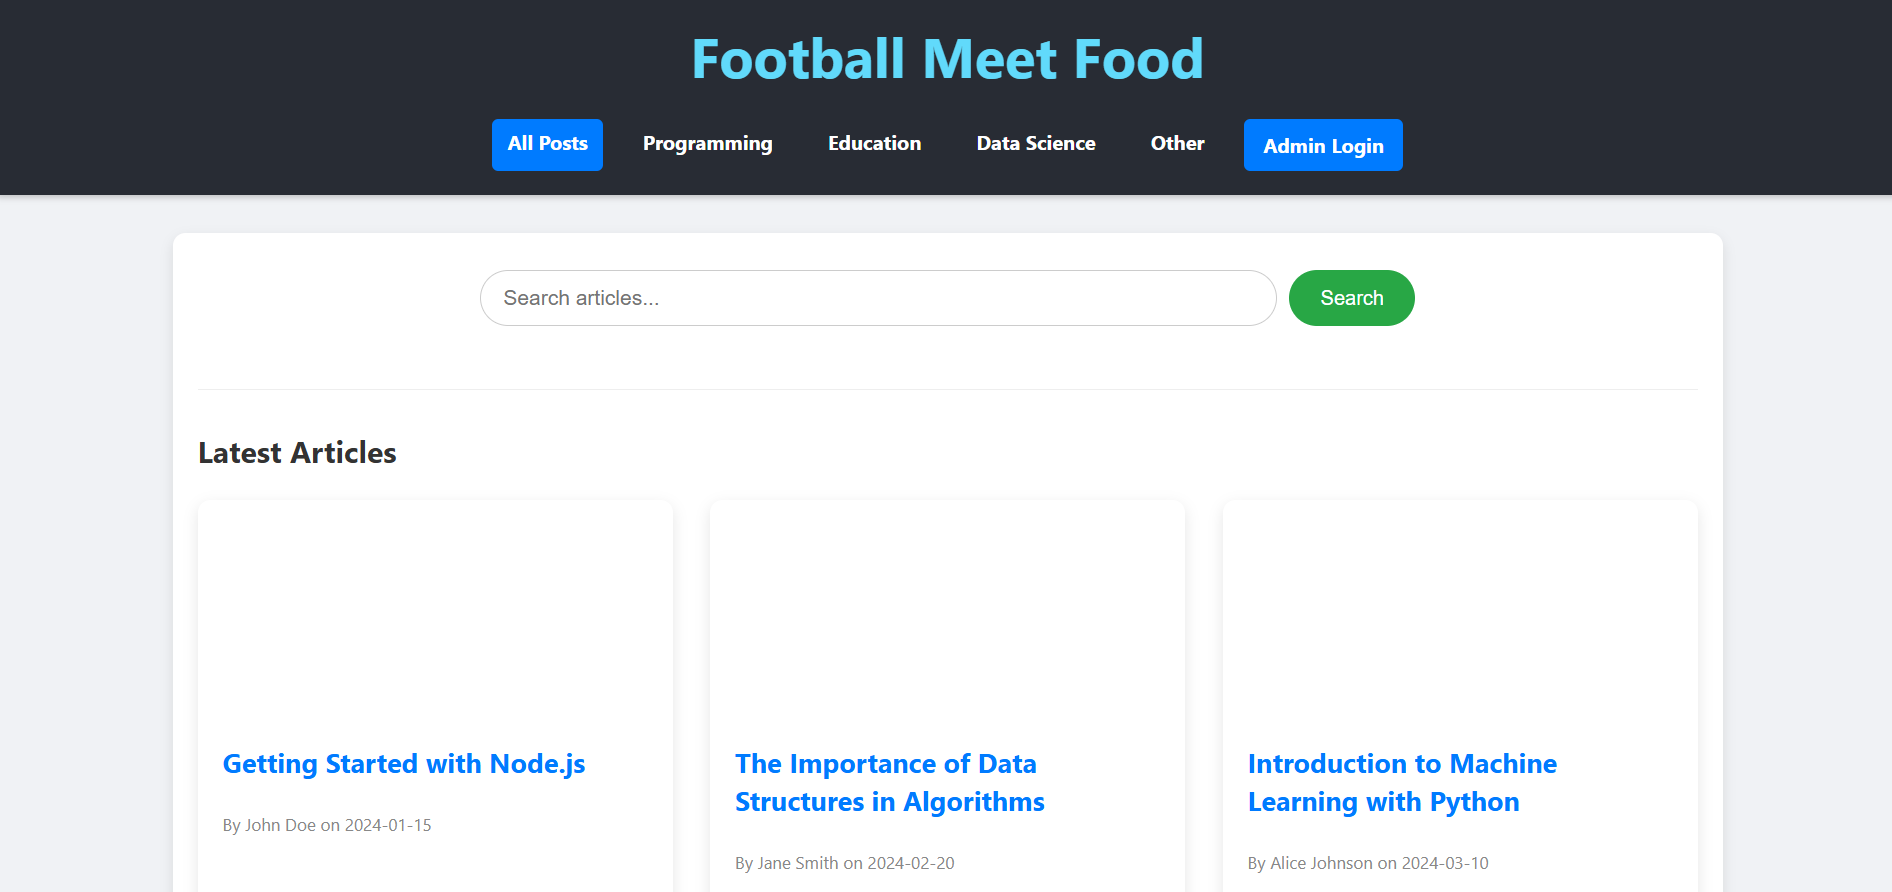 Football Meet Food
All Posts Programming Education Data Science Other Admin Login
Search articles... Search
Latest Articles
Getting Started with Node.js
By John Doe on 2024-01-15
The Importance of Data
Structures in Algorithms
By Jane Smith on 2024-02-20
Introduction to Machine
Learning with Python
By Alice Johnson on 2024-03-10